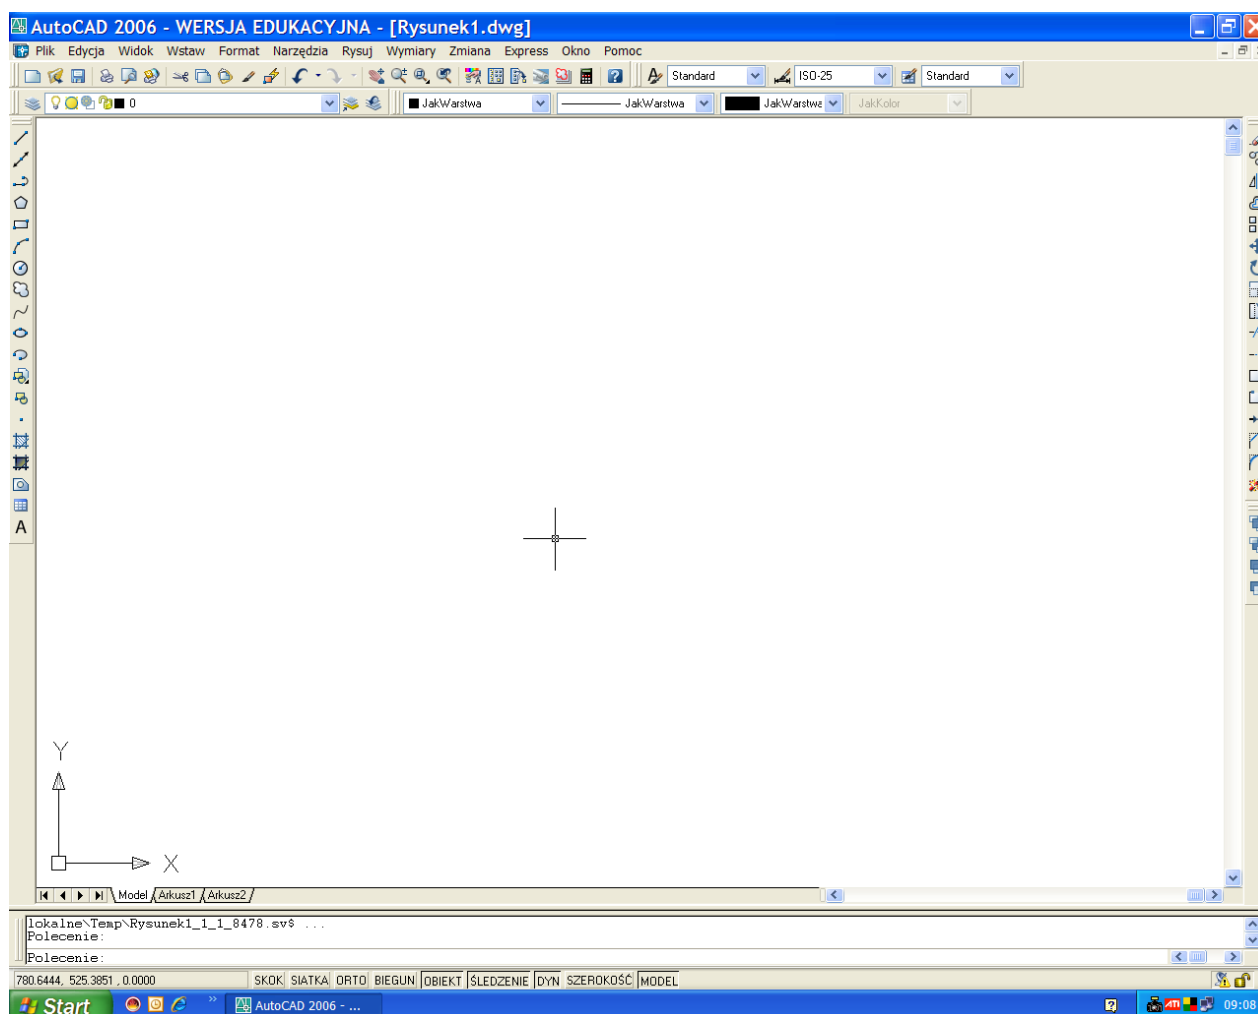 AutoCAD 2006 - WERSJA EDUKACYJNA - [Rysunek1.dwg]
Plik Edycja Widok Wstaw Format Narzędzia Rysuj Wymiary Zmiana Express Okno Pomoc
Standard ISO-25 Standard
0 JakWarstwa JakWarstwa JakWarstwa JakKolor
A
Y
X
Model Arkusz1 Arkusz2
lokalne\Temp\Rysunek1_1_1_8478.sv$ ...
Polecenie:
Polecenie:
780.6444, 525.3851 , 0.0000 SKOK SIATKA ORTO BIEGUN OBIEKT ŚLEDZENIE DYN SZEROKOŚĆ MODEL
Start AutoCAD 2006 - ... ATI 09:08